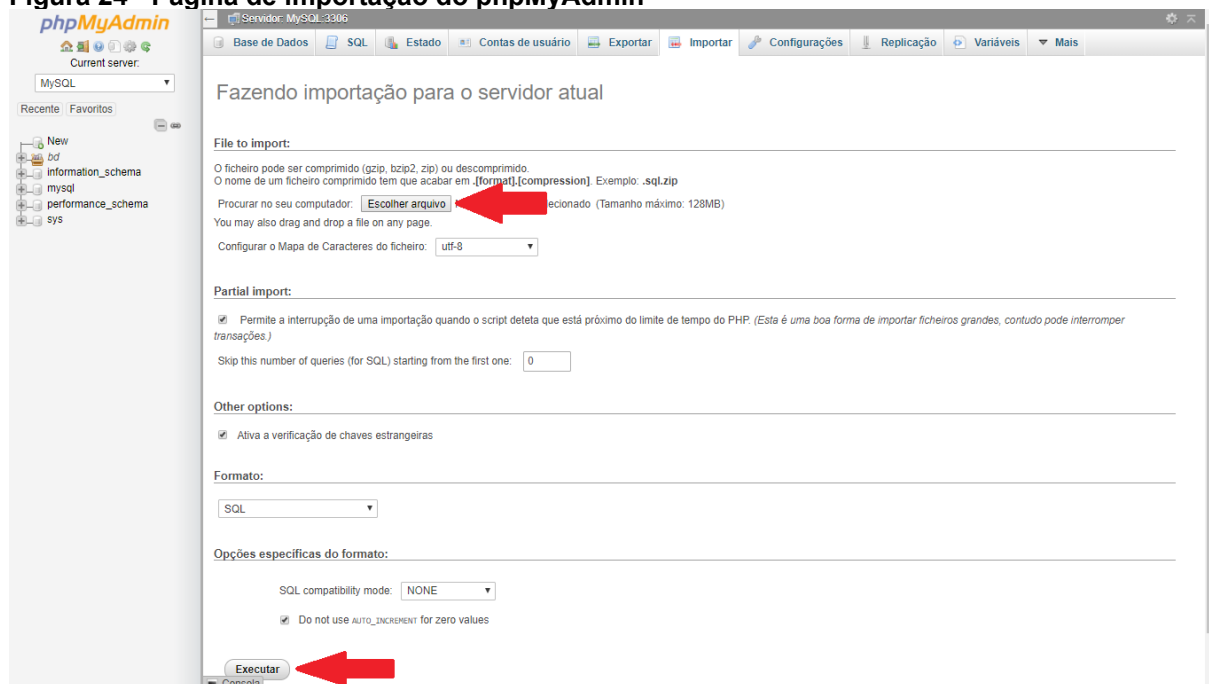 Figura 24 - Página de importação do phpMyAdmin
phpMyAdmin
Current server:
MySQL
Recente Favoritos
New
bd
information_schema
mysql
performance_schema
sys
Servidor: MySQL:3306
Base de Dados SQL Estado Contas de usuário Exportar Importar Configurações Replicação Variáveis Mais
Fazendo importação para o servidor atual
File to import:
O ficheiro pode ser comprimido (gzip, bzip2, zip) ou descomprimido.
O nome de um ficheiro comprimido tem que acabar em .[format].[compression]. Exemplo: .sql.zip
Procurar no seu computador: Escolher arquivo ecionado (Tamanho máximo: 128MB)
You may also drag and drop a file on any page.
Configurar o Mapa de Caracteres do ficheiro: utf-8
Partial import:
Permite a interrupção de uma importação quando o script deteta que está próximo do limite de tempo do PHP. (Esta é uma boa forma de importar ficheiros grandes, contudo pode interromper
transações.)
Skip this number of queries (for SQL) starting from the first one: 0
Other options:
Ativa a verificação de chaves estrangeiras
Formato:
SQL
Opções específicas do formato:
SQL compatibility mode: NONE
Do not use AUTO_INCREMENT for zero values
Executar
Consola